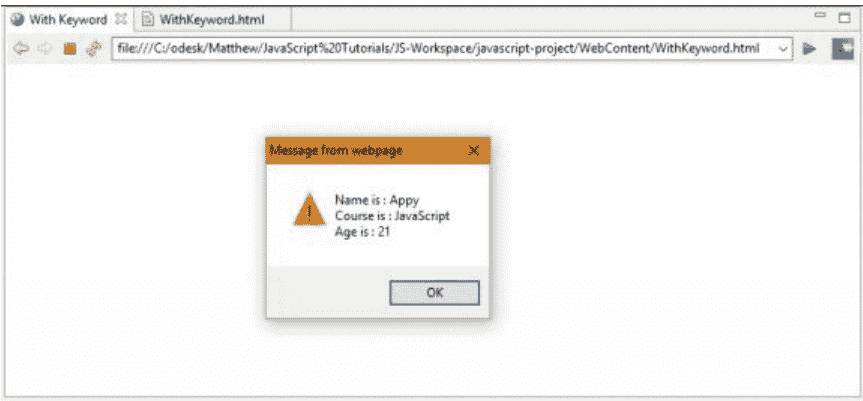 With Keyword WithKeyword.html
file:///C:/odesk/Matthew/JavaScript%20Tutorials/JS-Workspace/javascript-project/WebContent/WithKeyword.html
Message from webpage
Name is : Appy
Course is : JavaScript
Age is : 21
OK